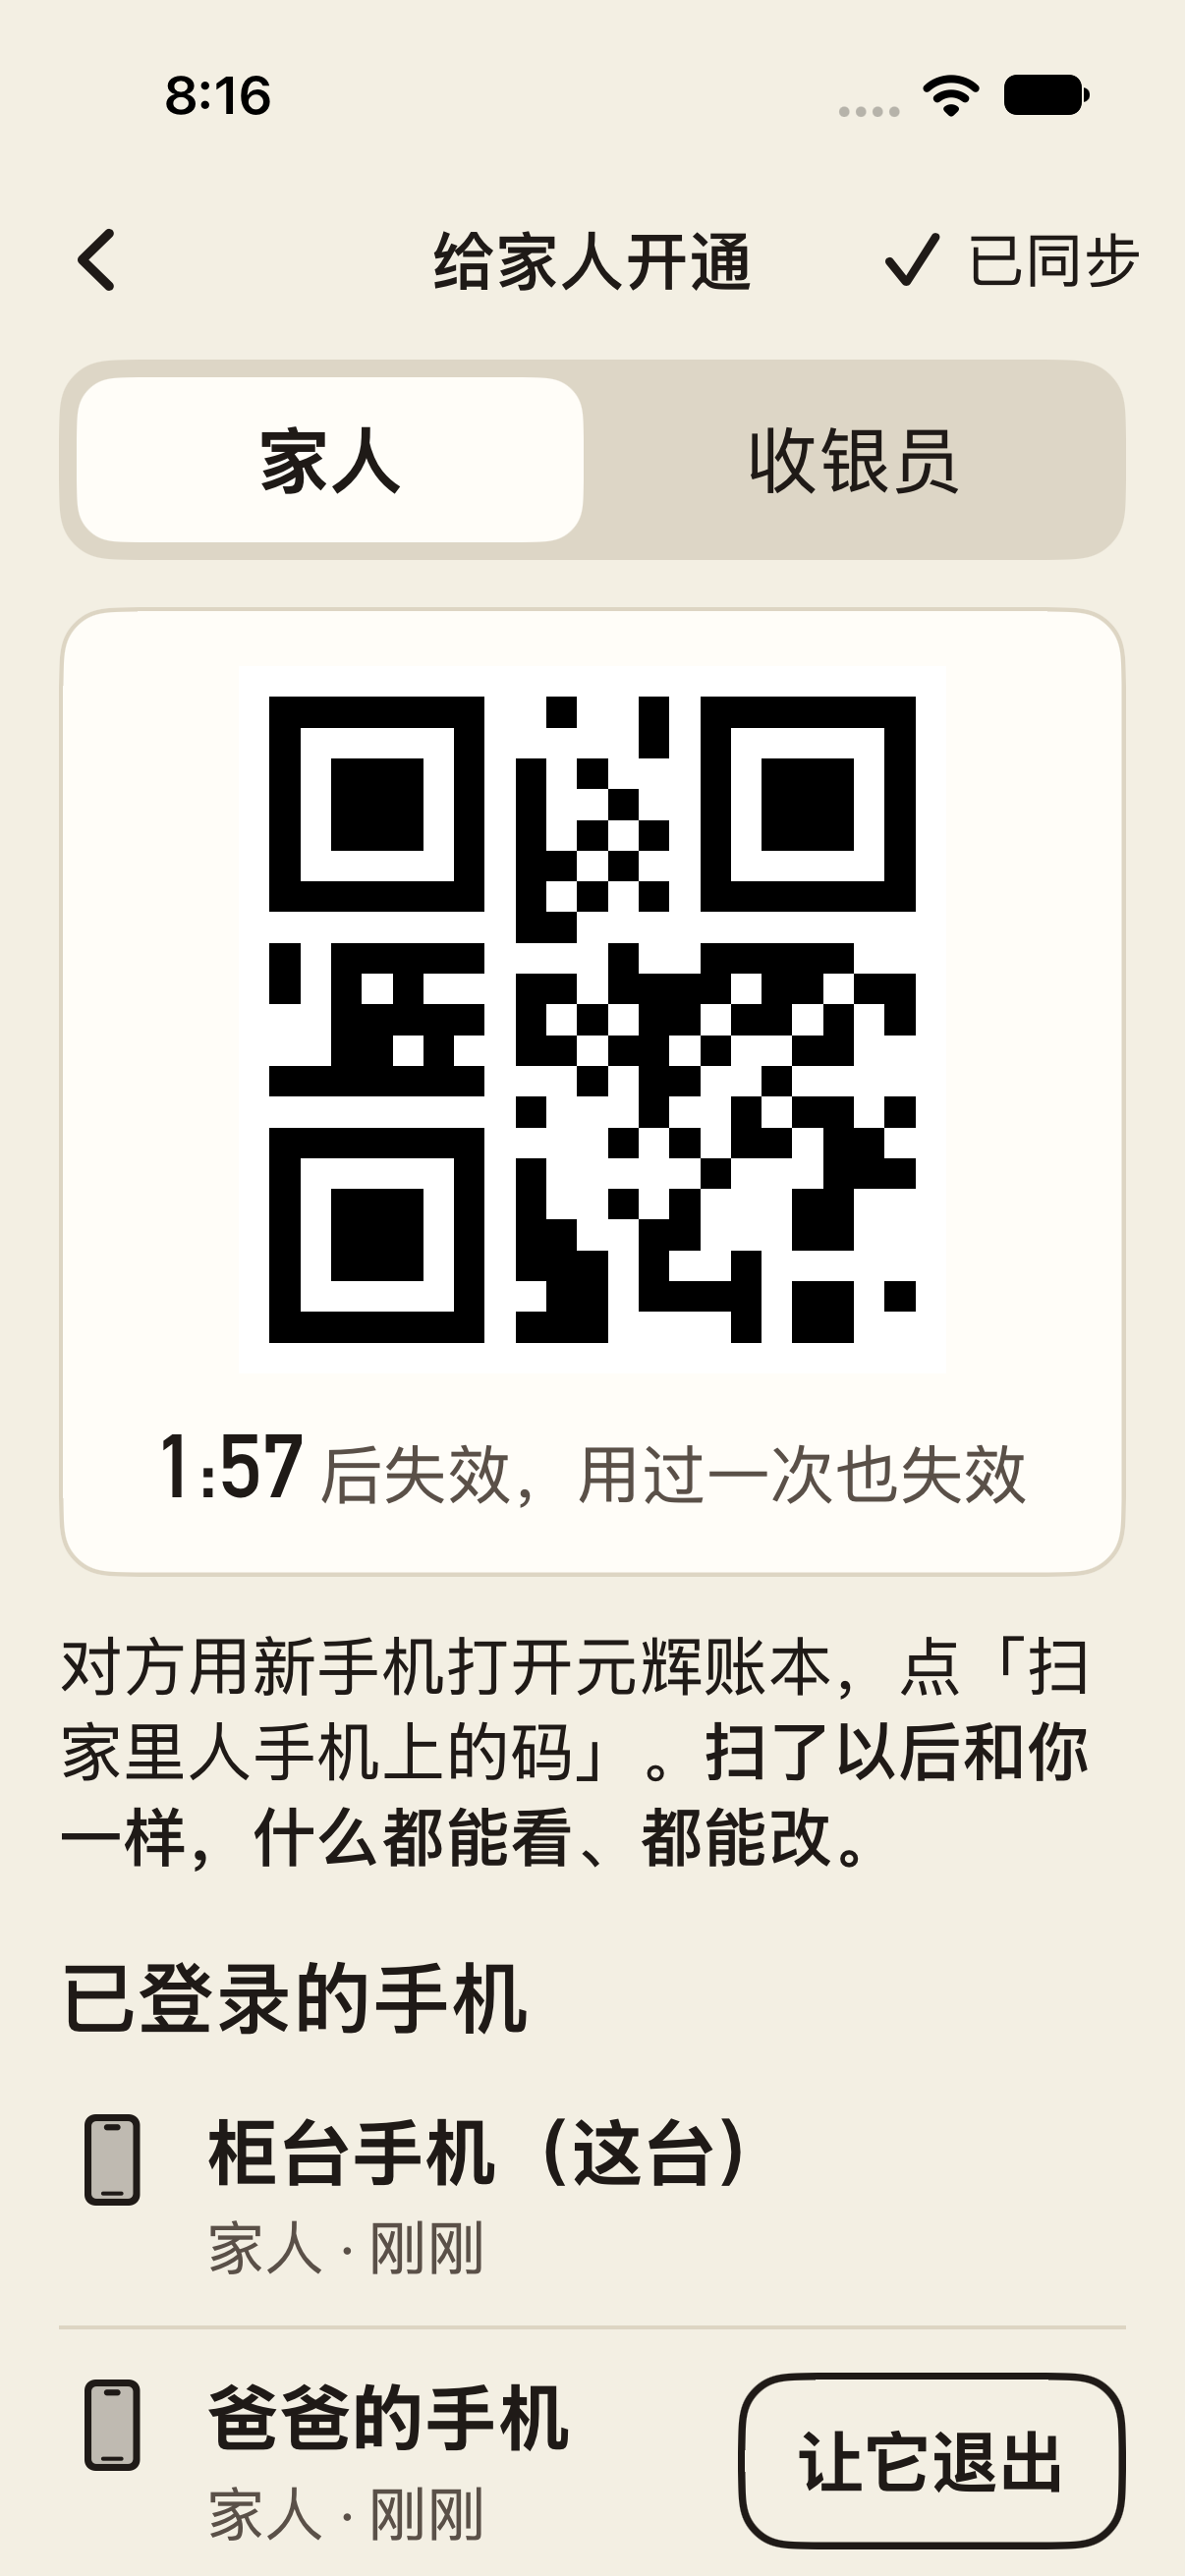 8:16
给家人开通
已同步
家人
收银员
1:57 后失效，用过一次也失效
对方用新手机打开元辉账本，点「扫
家里人手机上的码」。扫了以后和你
一样，什么都能看、都能改。
已登录的手机
柜台手机（这台）
家人 · 刚刚
爸爸的手机
家人 · 刚刚
让它退出